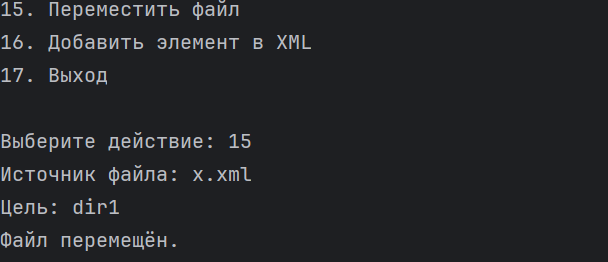 15. Переместить файл
16. Добавить элемент в XML
17. Выход
Выберите действие: 15
Источник файла: x.xml
Цель: dir1
Файл перемещён.